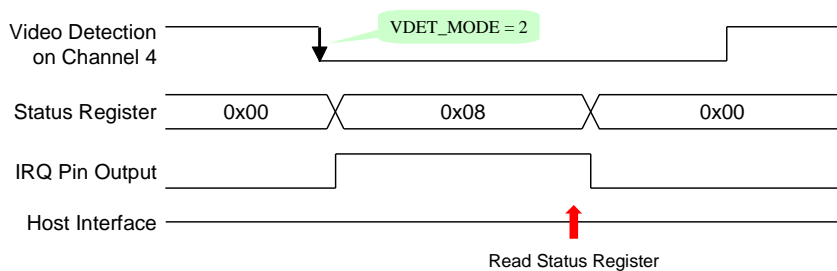 VDET_MODE = 2
Video Detection
on Channel 4
Status Register 0x00 0x08 0x00
IRQ Pin Output
Host Interface
Read Status Register